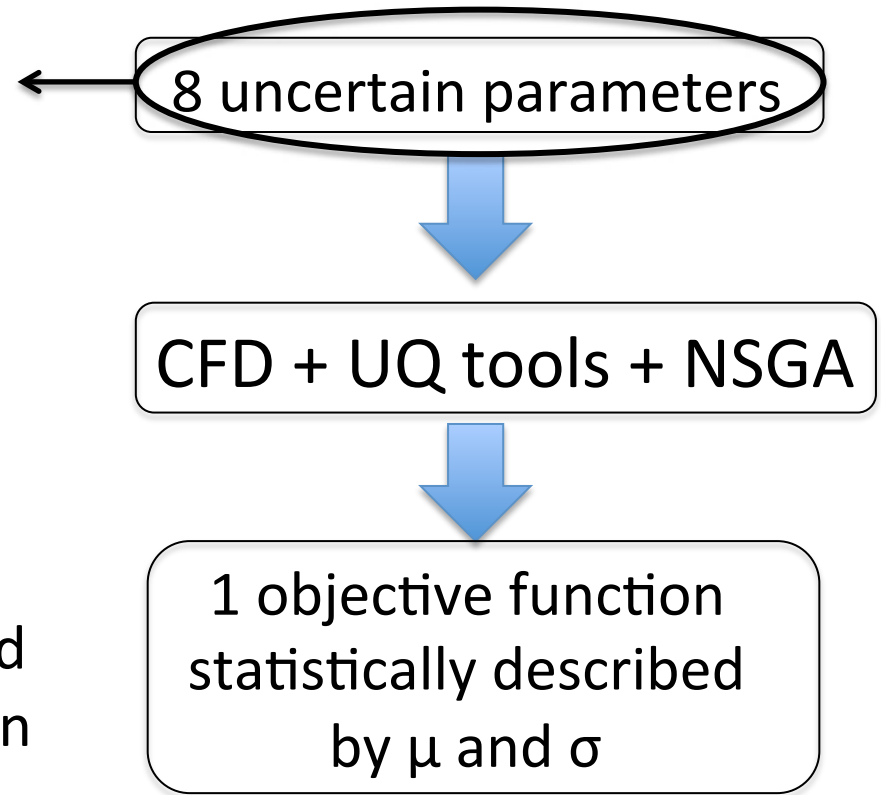 8 uncertain parameters
CFD + UQ tools + NSGA
1 objective function
statistically described
by μ and σ
d
n